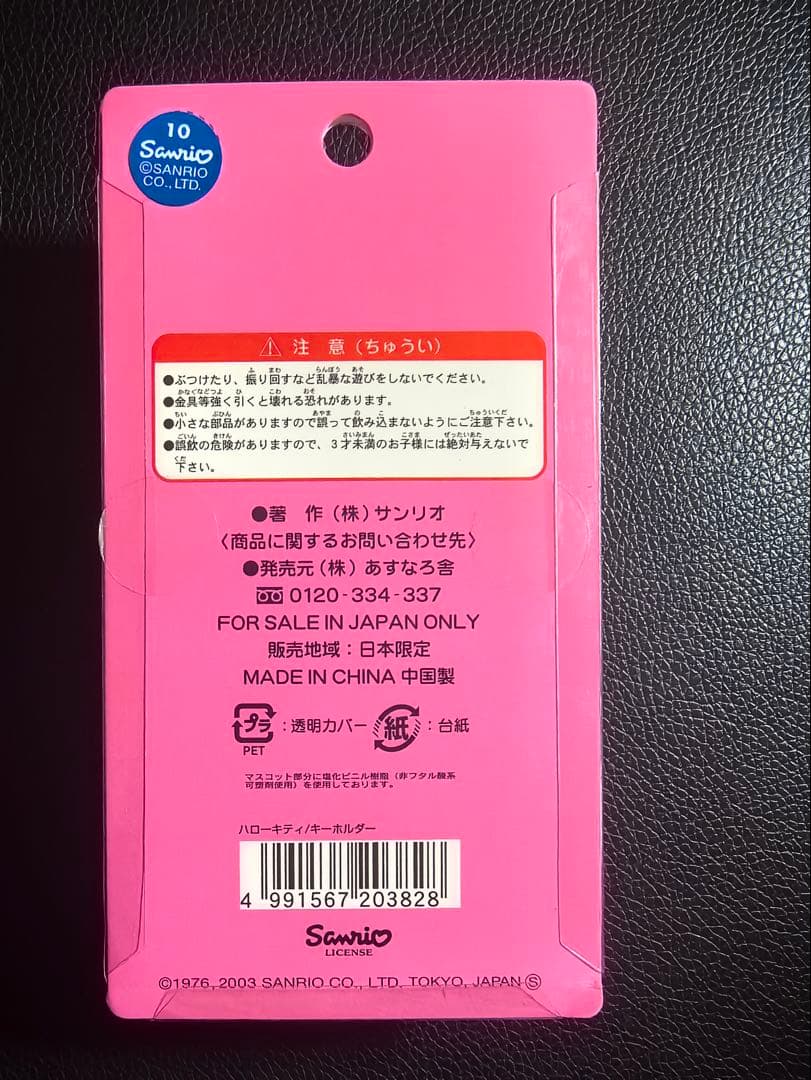 10
Sanrio
©SANRIO
CO., LTD.
⚠ 注 意（ちゅうい）
●ぶつけたり、振り回すなど乱暴な遊びをしないでください。
●金具等強く引くと壊れる恐れがあります。
●小さな部品がありますので誤って飲み込まないようにご注意下さい。
●誤飲の危険がありますので、3才未満のお子様には絶対与えないで
下さい。
●著 作（株）サンリオ
〈商品に関するお問い合わせ先〉
●発売元（株）あすなろ舎
0120-334-337
FOR SALE IN JAPAN ONLY
販売地域：日本限定
MADE IN CHINA 中国製
プラ：透明カバー 紙：台紙
PET
マスコット部分に塩化ビニル樹脂（非フタル酸系
可塑剤使用）を使用しております。
ハローキティ/キーホルダー
4 991567 203828
Sanrio
LICENSE
©1976, 2003 SANRIO CO., LTD. TOKYO, JAPAN Ⓢ